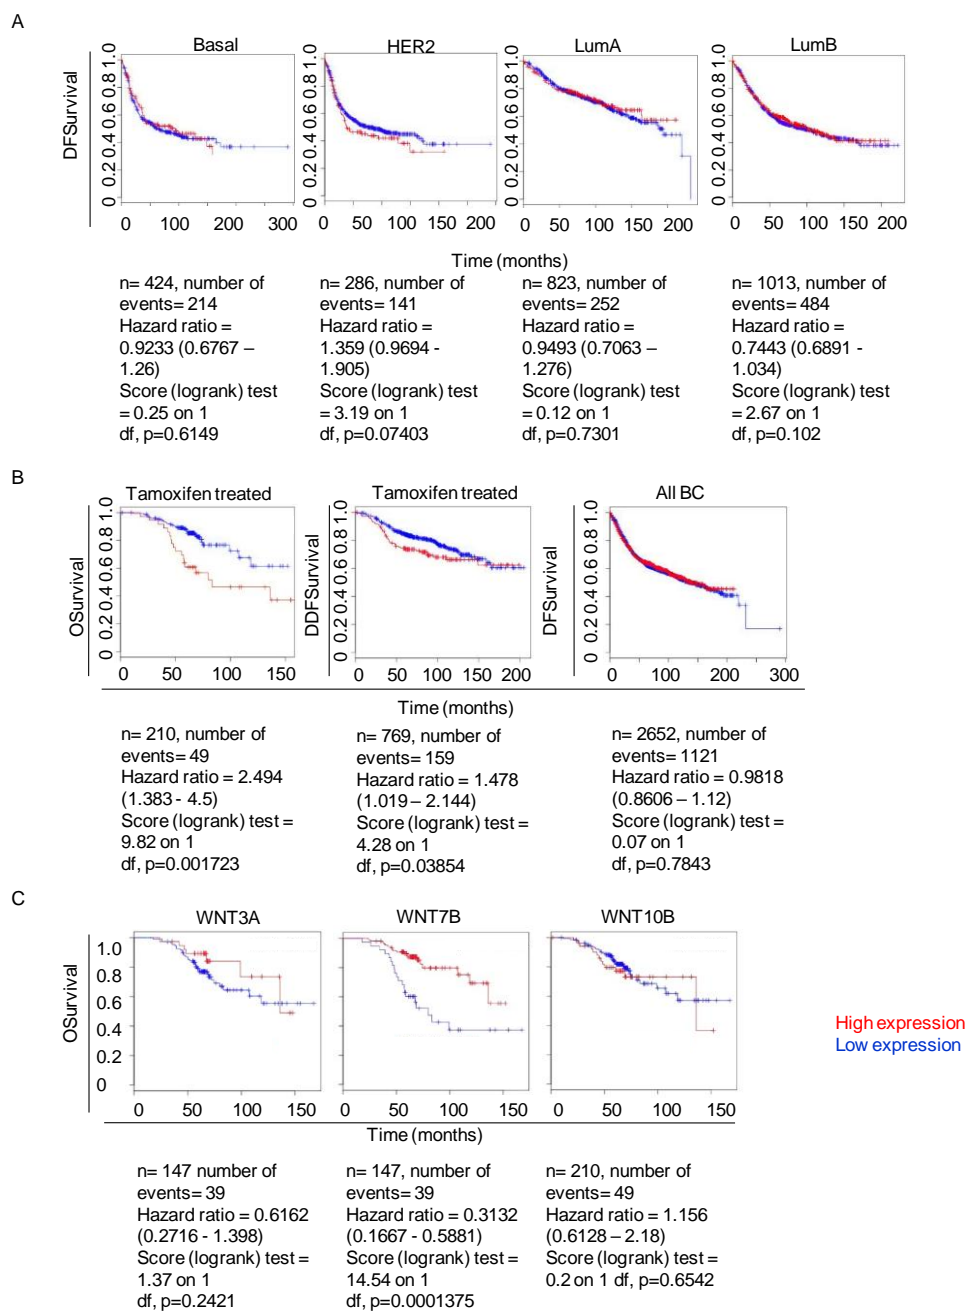 A
Basal
HER2
LumA
LumB
DFSurvival
0 0.2 0.4 0.6 0.8 1.0
0 0.2 0.4 0.6 0.8 1.0
0 0.2 0.4 0.6 0.8 1.0
0 0.2 0.4 0.6 0.8 1.0
0 100 200 300
0 50 100 150 200
0 50 100 150 200
0 50 100 150 200
Time (months)
n= 424, number of
events= 214
Hazard ratio =
0.9233 (0.6767 –
1.26)
Score (logrank) test
= 0.25 on 1
df, p=0.6149
n= 286, number of
events= 141
Hazard ratio =
1.359 (0.9694 -
1.905)
Score (logrank) test
= 3.19 on 1
df, p=0.07403
n= 823, number of
events= 252
Hazard ratio =
0.9493 (0.7063 –
1.276)
Score (logrank) test
= 0.12 on 1
df, p=0.7301
n= 1013, number of
events= 484
Hazard ratio =
0.7443 (0.6891 -
1.034)
Score (logrank) test
= 2.67 on 1
df, p=0.102
B
Tamoxifen treated
Tamoxifen treated
All BC
OSurvival
0 0.2 0.4 0.6 0.8 1.0
DDFSurvival
0 0.2 0.4 0.6 0.8 1.0
DFSurvival
0 0.2 0.4 0.6 0.8 1.0
0 50 100 150
0 50 100 150 200
0 100 200 300
Time (months)
n= 210, number of
events= 49
Hazard ratio = 2.494
(1.383 - 4.5)
Score (logrank) test =
9.82 on 1
df, p=0.001723
n= 769, number of
events= 159
Hazard ratio = 1.478
(1.019 – 2.144)
Score (logrank) test =
4.28 on 1
df, p=0.03854
n= 2652, number of
events= 1121
Hazard ratio = 0.9818
(0.8606 – 1.12)
Score (logrank) test =
0.07 on 1
df, p=0.7843
C
WNT3A
WNT7B
WNT10B
OSurvival
1.0
0.8
0.6
0.4
0.2
0
0 50 100 150
0 50 100 150
0 50 100 150
Time (months)
High expression
Low expression
n= 147 number of
events= 39
Hazard ratio = 0.6162
(0.2716 - 1.398)
Score (logrank) test =
1.37 on 1
df, p=0.2421
n= 147, number of
events= 39
Hazard ratio = 0.3132
(0.1667 - 0.5881)
Score (logrank) test =
14.54 on 1
df, p=0.0001375
n= 210, number of
events= 49
Hazard ratio = 1.156
(0.6128 – 2.18)
Score (logrank) test =
0.2 on 1 df, p=0.6542